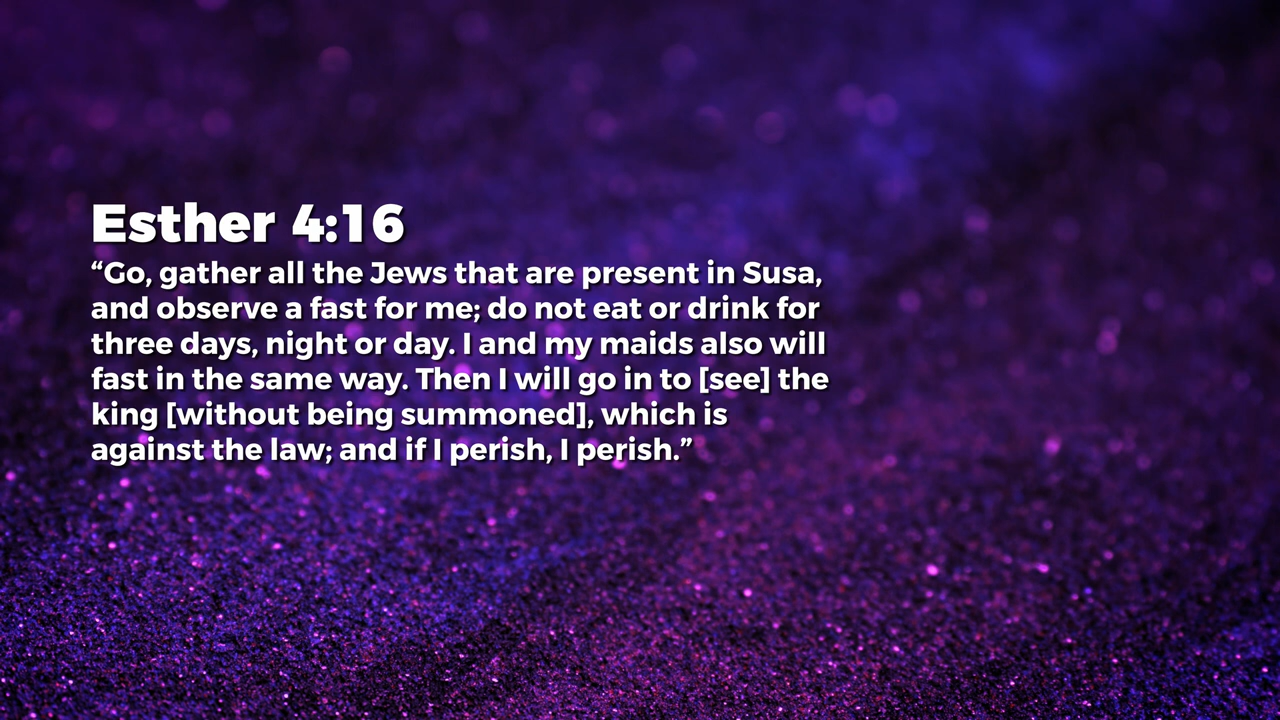 Esther 4:16
“Go, gather all the Jews that are present in Susa,
and observe a fast for me; do not eat or drink for
three days, night or day. I and my maids also will
fast in the same way. Then I will go in to [see] the
king [without being summoned], which is
against the law; and if I perish, I perish.”